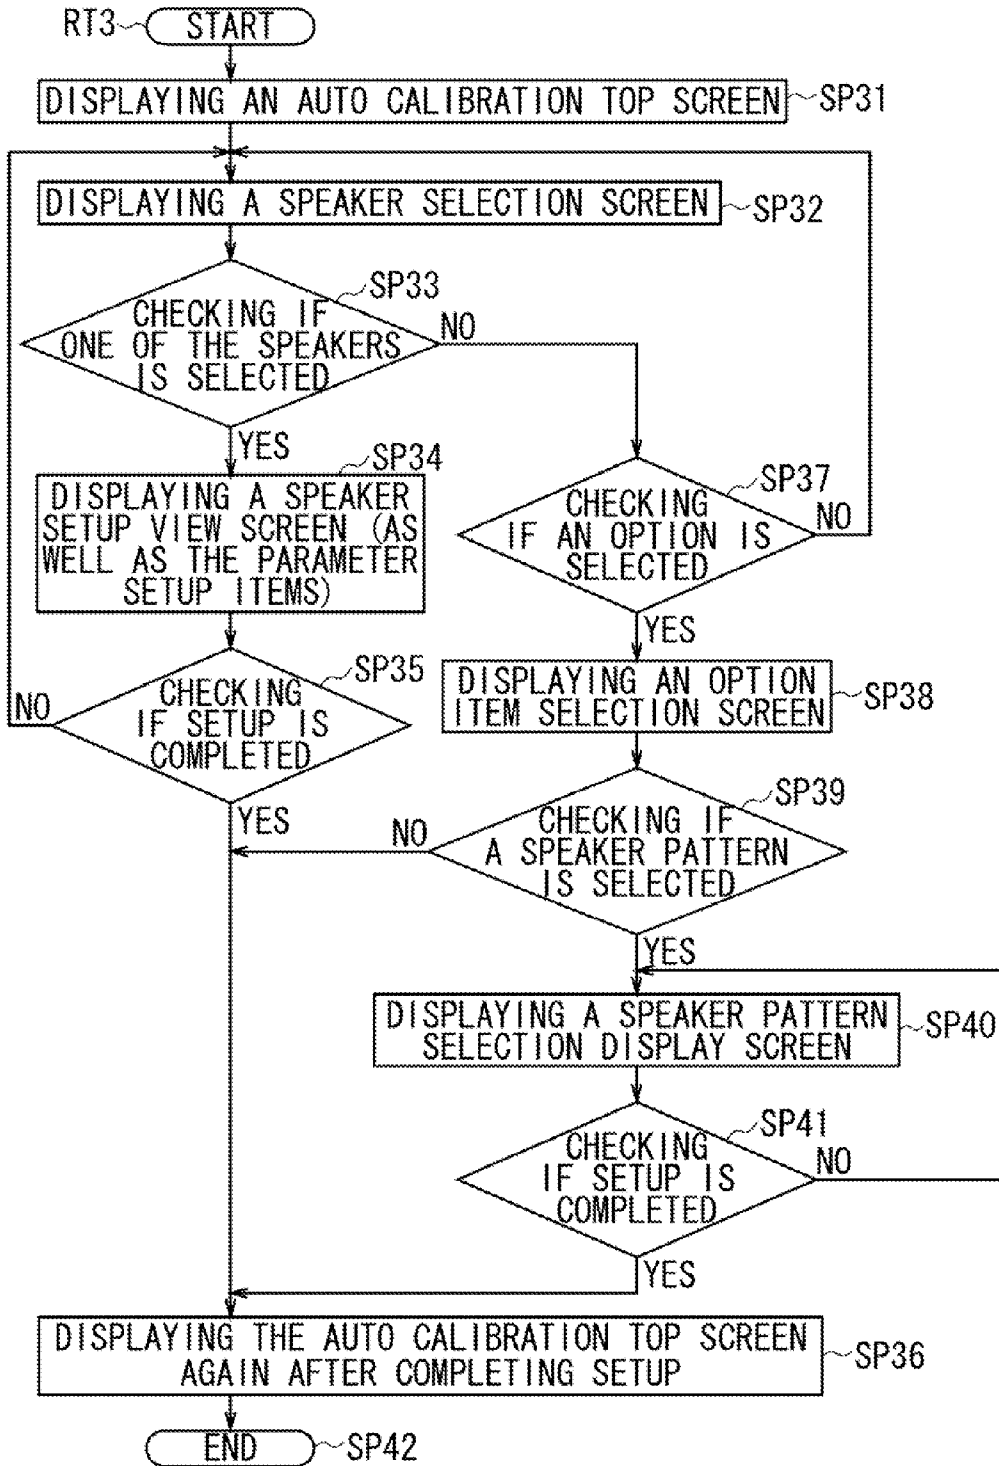 RT3
START
DISPLAYING AN AUTO CALIBRATION TOP SCREEN
SP31
DISPLAYING A SPEAKER SELECTION SCREEN
SP32
SP33
CHECKING IF
ONE OF THE SPEAKERS
IS SELECTED
NO
YES
SP34
DISPLAYING A SPEAKER
SETUP VIEW SCREEN (AS
WELL AS THE PARAMETER
SETUP ITEMS)
SP37
CHECKING
IF AN OPTION IS
SELECTED
NO
YES
SP35
CHECKING
IF SETUP IS
COMPLETED
NO
YES
DISPLAYING AN OPTION
ITEM SELECTION SCREEN
SP38
SP39
CHECKING IF
A SPEAKER PATTERN
IS SELECTED
NO
YES
DISPLAYING A SPEAKER PATTERN
SELECTION DISPLAY SCREEN
SP40
SP41
CHECKING
IF SETUP IS
COMPLETED
NO
YES
DISPLAYING THE AUTO CALIBRATION TOP SCREEN
AGAIN AFTER COMPLETING SETUP
SP36
END
SP42